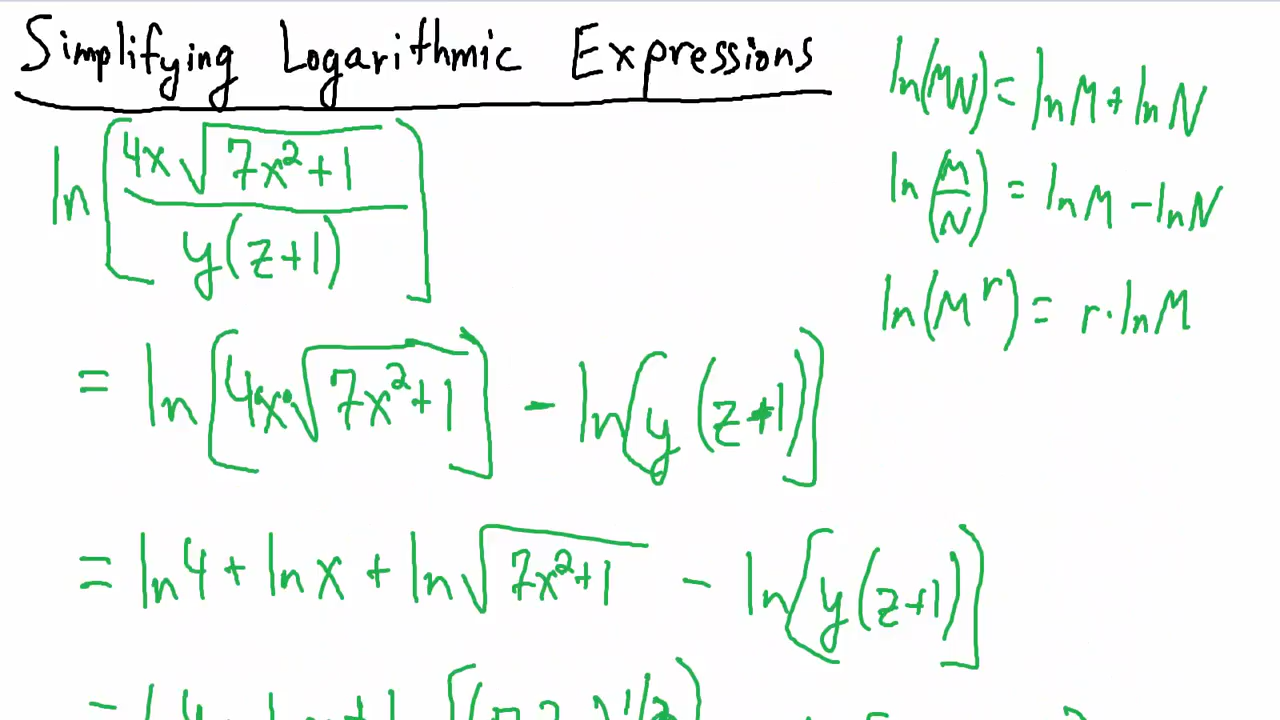 Simplifying Logarithmic Expressions
ln[4x√(7x²+1) / y(z+1)]
ln(MN) = ln M + ln N
ln(M/N) = ln M − ln N
ln(M^r) = r·ln M
= ln[4x√(7x²+1)] − ln[y(z+1)]
= ln 4 + ln x + ln√(7x²+1) − ln[y(z+1)]